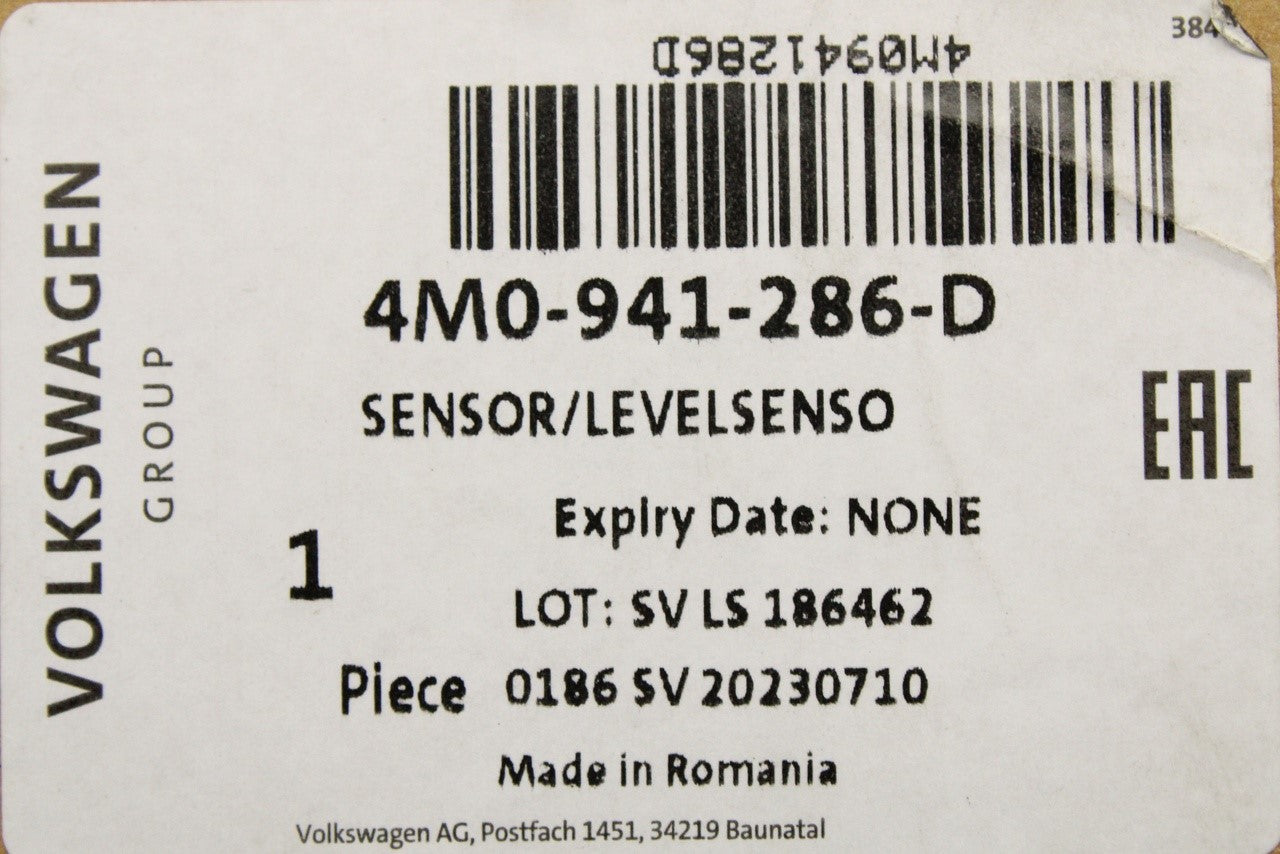 384
4M0941286D
4M0-941-286-D
SENSOR/LEVELSENSO
EAC
Expiry Date: NONE
1
LOT: SV LS 186462
Piece 0186 SV 20230710
Made in Romania
Volkswagen AG, Postfach 1451, 34219 Baunatal
VOLKSWAGEN
GROUP